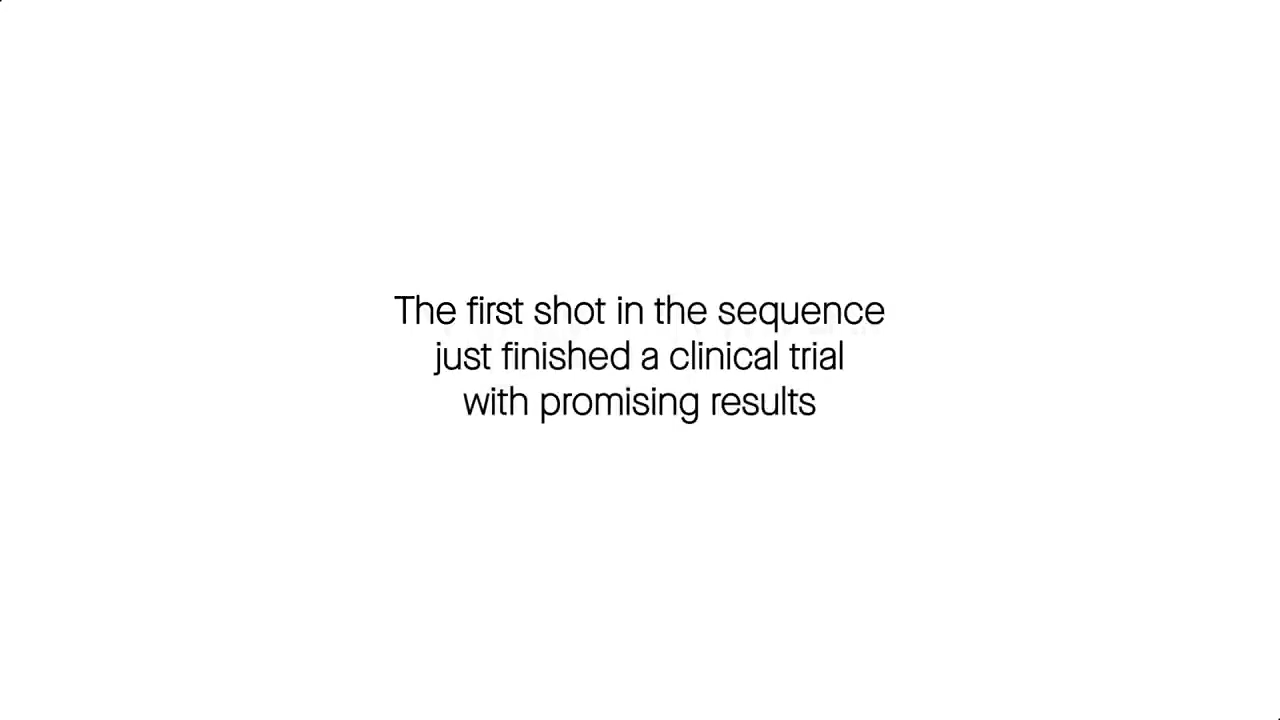 The first shot in the sequence
just finished a clinical trial
with promising results